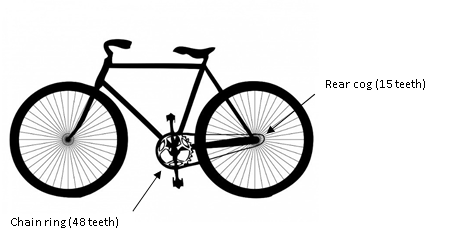 Rear cog (15 teeth)
Chain ring (48 teeth)